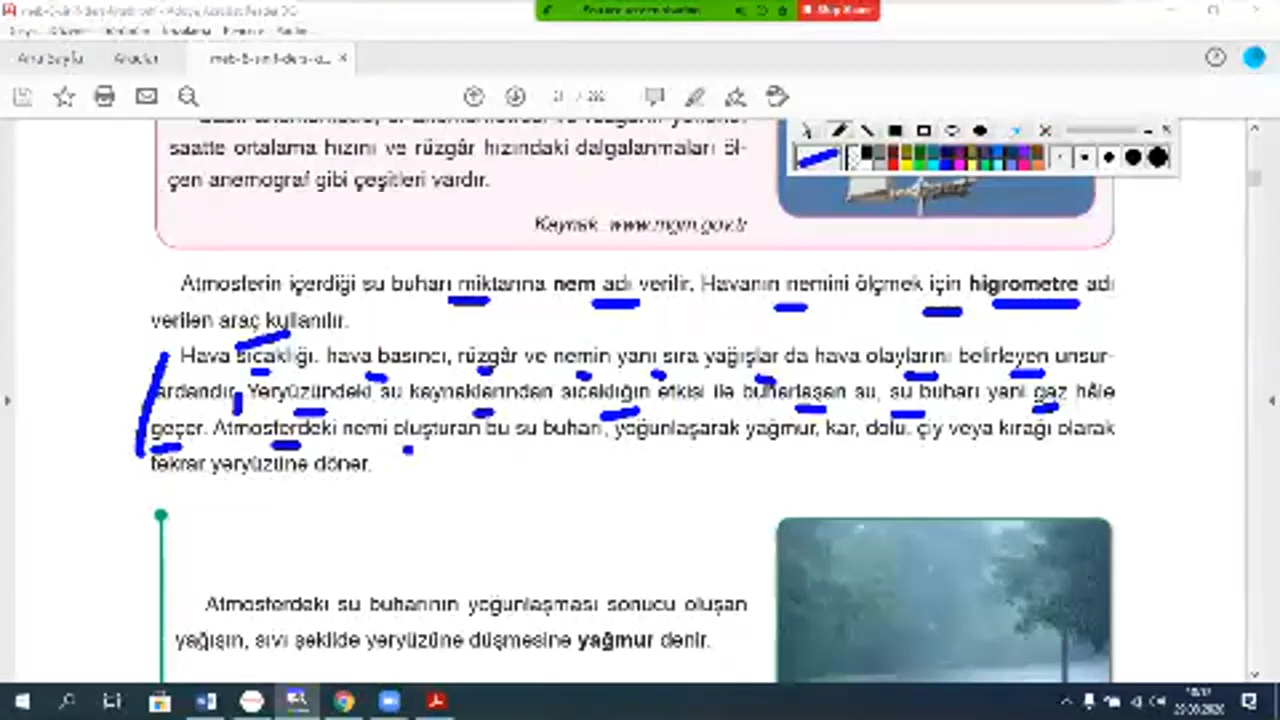 Ana Sayfa Araçlar
saatte ortalama hızını ve rüzgâr hızındaki dalgalanmaları öl-
çen anemograf gibi çeşitleri vardır.
Kaynak: www.mgm.gov.tr
Atmosferin içerdiği su buharı miktarına nem adı verilir. Havanın nemini ölçmek için higrometre adı
verilen araç kullanılır.
Hava sıcaklığı, hava basıncı, rüzgâr ve nemin yanı sıra yağışlar da hava olaylarını belirleyen unsur-
lardandır. Yeryüzündeki su kaynaklarından sıcaklığın etkisi ile buharlaşan su, su buharı yani gaz hâle
geçer. Atmosferdeki nemi oluşturan bu su buharı, yoğunlaşarak yağmur, kar, dolu, çiy veya kırağı olarak
tekrar yeryüzüne döner.
Atmosferdeki su buharının yoğunlaşması sonucu oluşan
yağışın, sıvı şekilde yeryüzüne düşmesine yağmur denir.